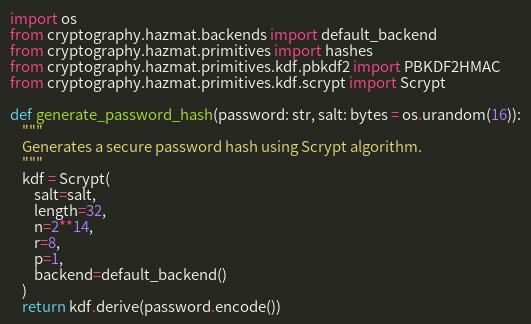 import os
from cryptography.hazmat.backends import default_backend
from cryptography.hazmat.primitives import hashes
from cryptography.hazmat.primitives.kdf.pbkdf2 import PBKDF2HMAC
from cryptography.hazmat.primitives.kdf.scrypt import Scrypt

def generate_password_hash(password: str, salt: bytes = os.urandom(16)):
    """
    Generates a secure password hash using Scrypt algorithm.
    """
    kdf = Scrypt(
        salt=salt,
        length=32,
        n=2**14,
        r=8,
        p=1,
        backend=default_backend()
    )
    return kdf.derive(password.encode())